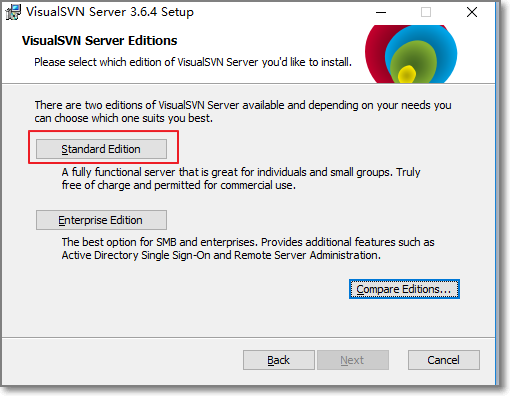 VisualSVN Server 3.6.4 Setup
VisualSVN Server Editions
Please select which edition of VisualSVN Server you'd like to install.
There are two editions of VisualSVN Server available and depending on your needs you
can choose which one suits you best.
Standard Edition
A fully functional server that is great for individuals and small groups. Truly
free of charge and permitted for commercial use.
Enterprise Edition
The best option for SMB and enterprises. Provides additional features such as
Active Directory Single Sign-On and Remote Server Administration.
Compare Editions...
Back
Next
Cancel